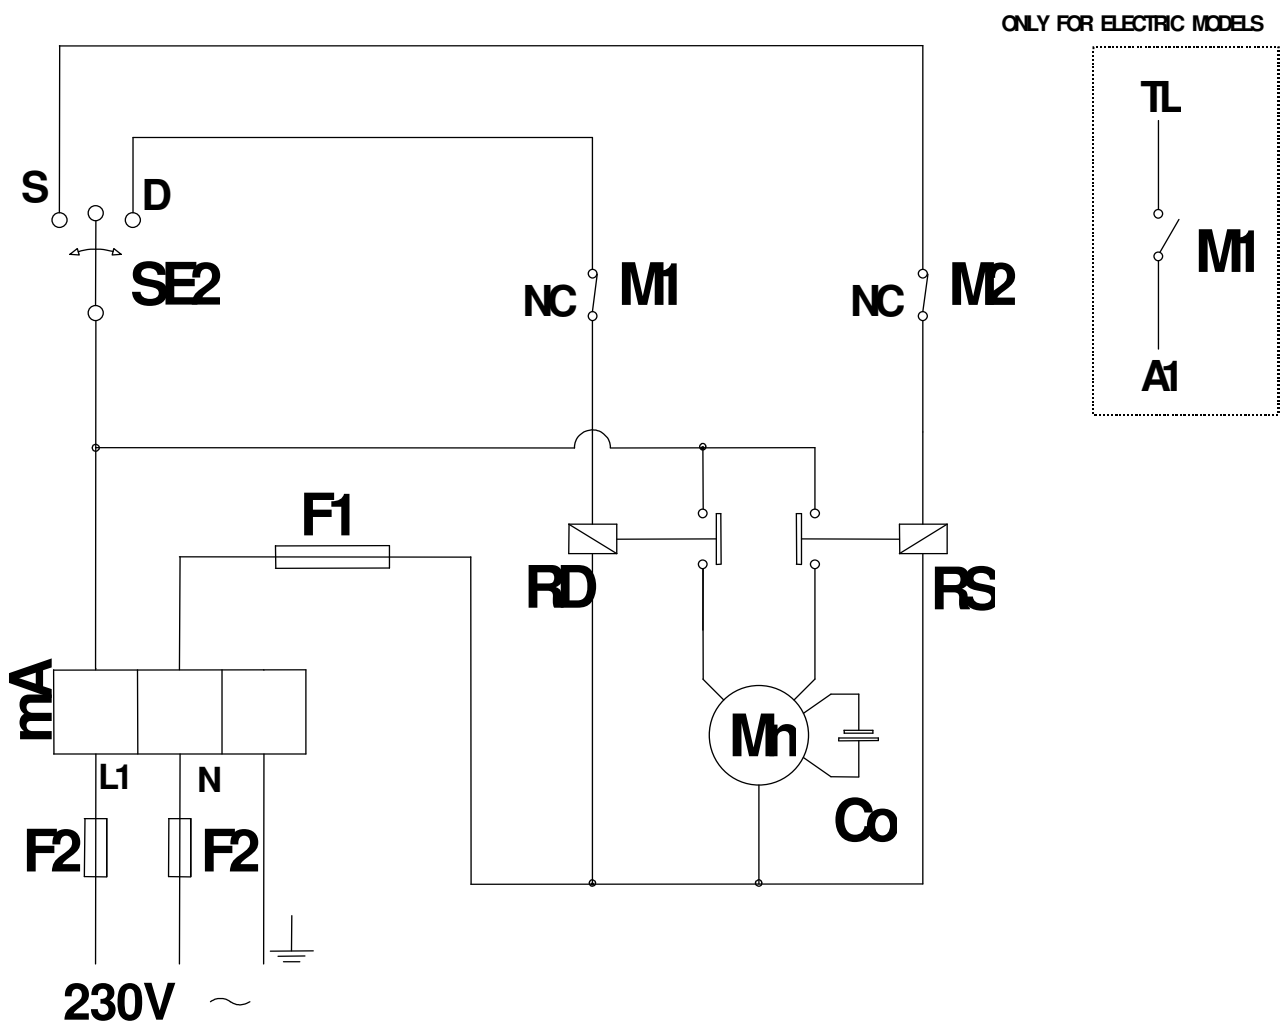 ONLY FOR ELECTRIC MODELS
TL
S
D
M1
SE2
NC
M1
NC
M2
A1
F1
RD
RS
mA
Mn
L1
N
Co
F2
F2
230V ~